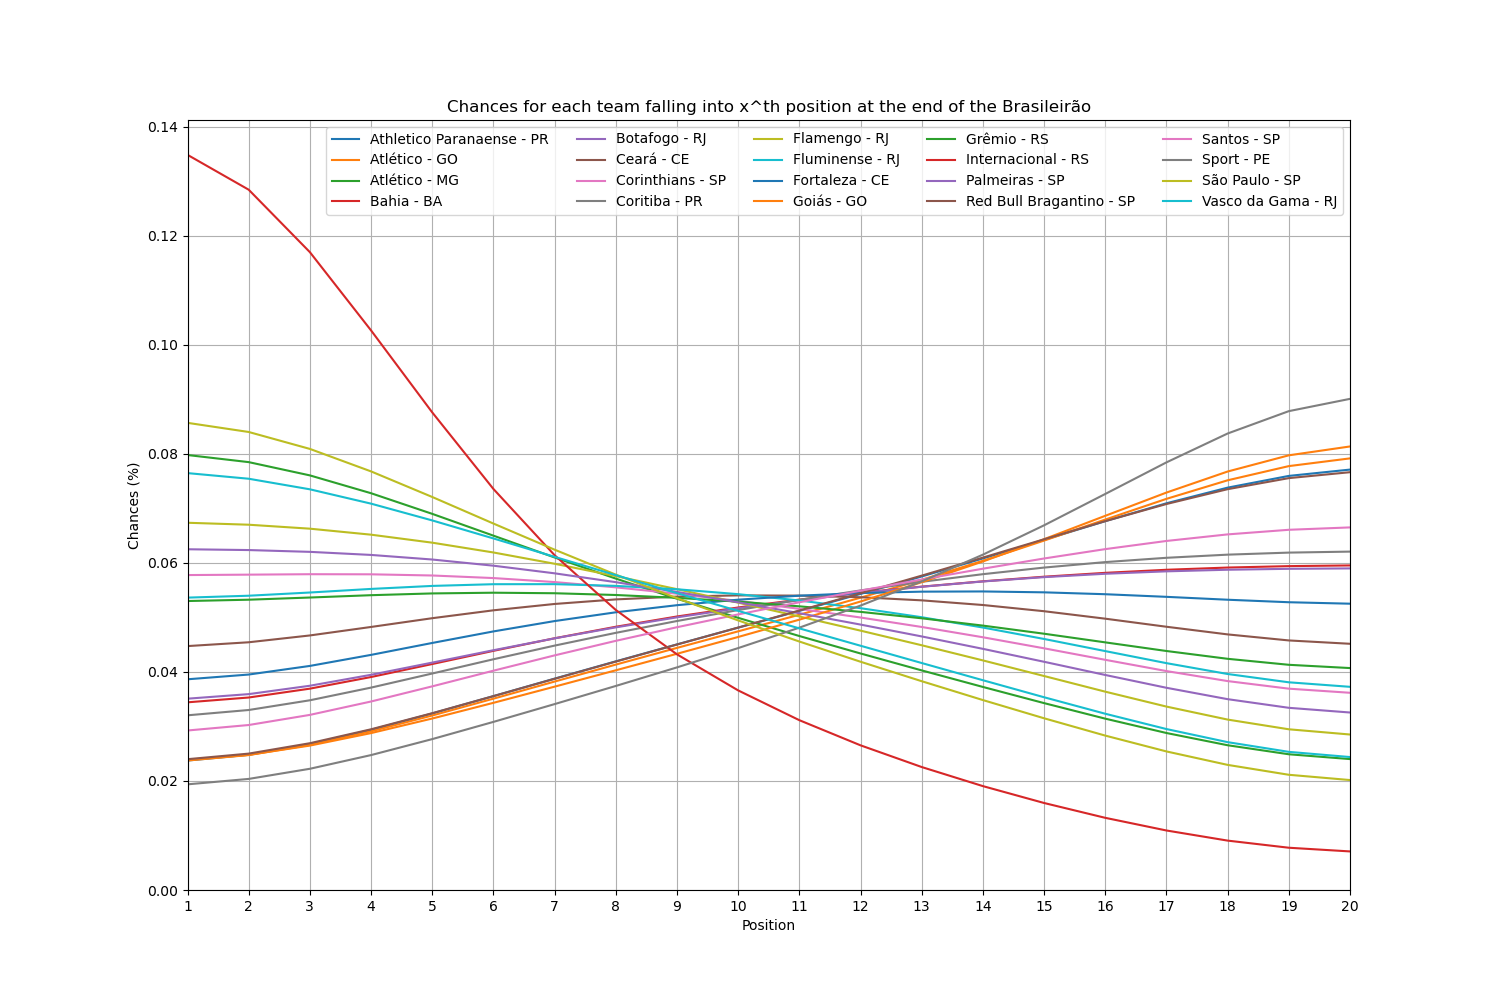 Chances for each team falling into x^th position at the end of the Brasileirão
Athletico Paranaense - PR
Atlético - GO
Atlético - MG
Bahia - BA
Botafogo - RJ
Ceará - CE
Corinthians - SP
Coritiba - PR
Flamengo - RJ
Fluminense - RJ
Fortaleza - CE
Goiás - GO
Grêmio - RS
Internacional - RS
Palmeiras - SP
Red Bull Bragantino - SP
Santos - SP
Sport - PE
São Paulo - SP
Vasco da Gama - RJ
Chances (%)
0.14
0.12
0.10
0.08
0.06
0.04
0.02
0.00
1 2 3 4 5 6 7 8 9 10 11 12 13 14 15 16 17 18 19 20
Position